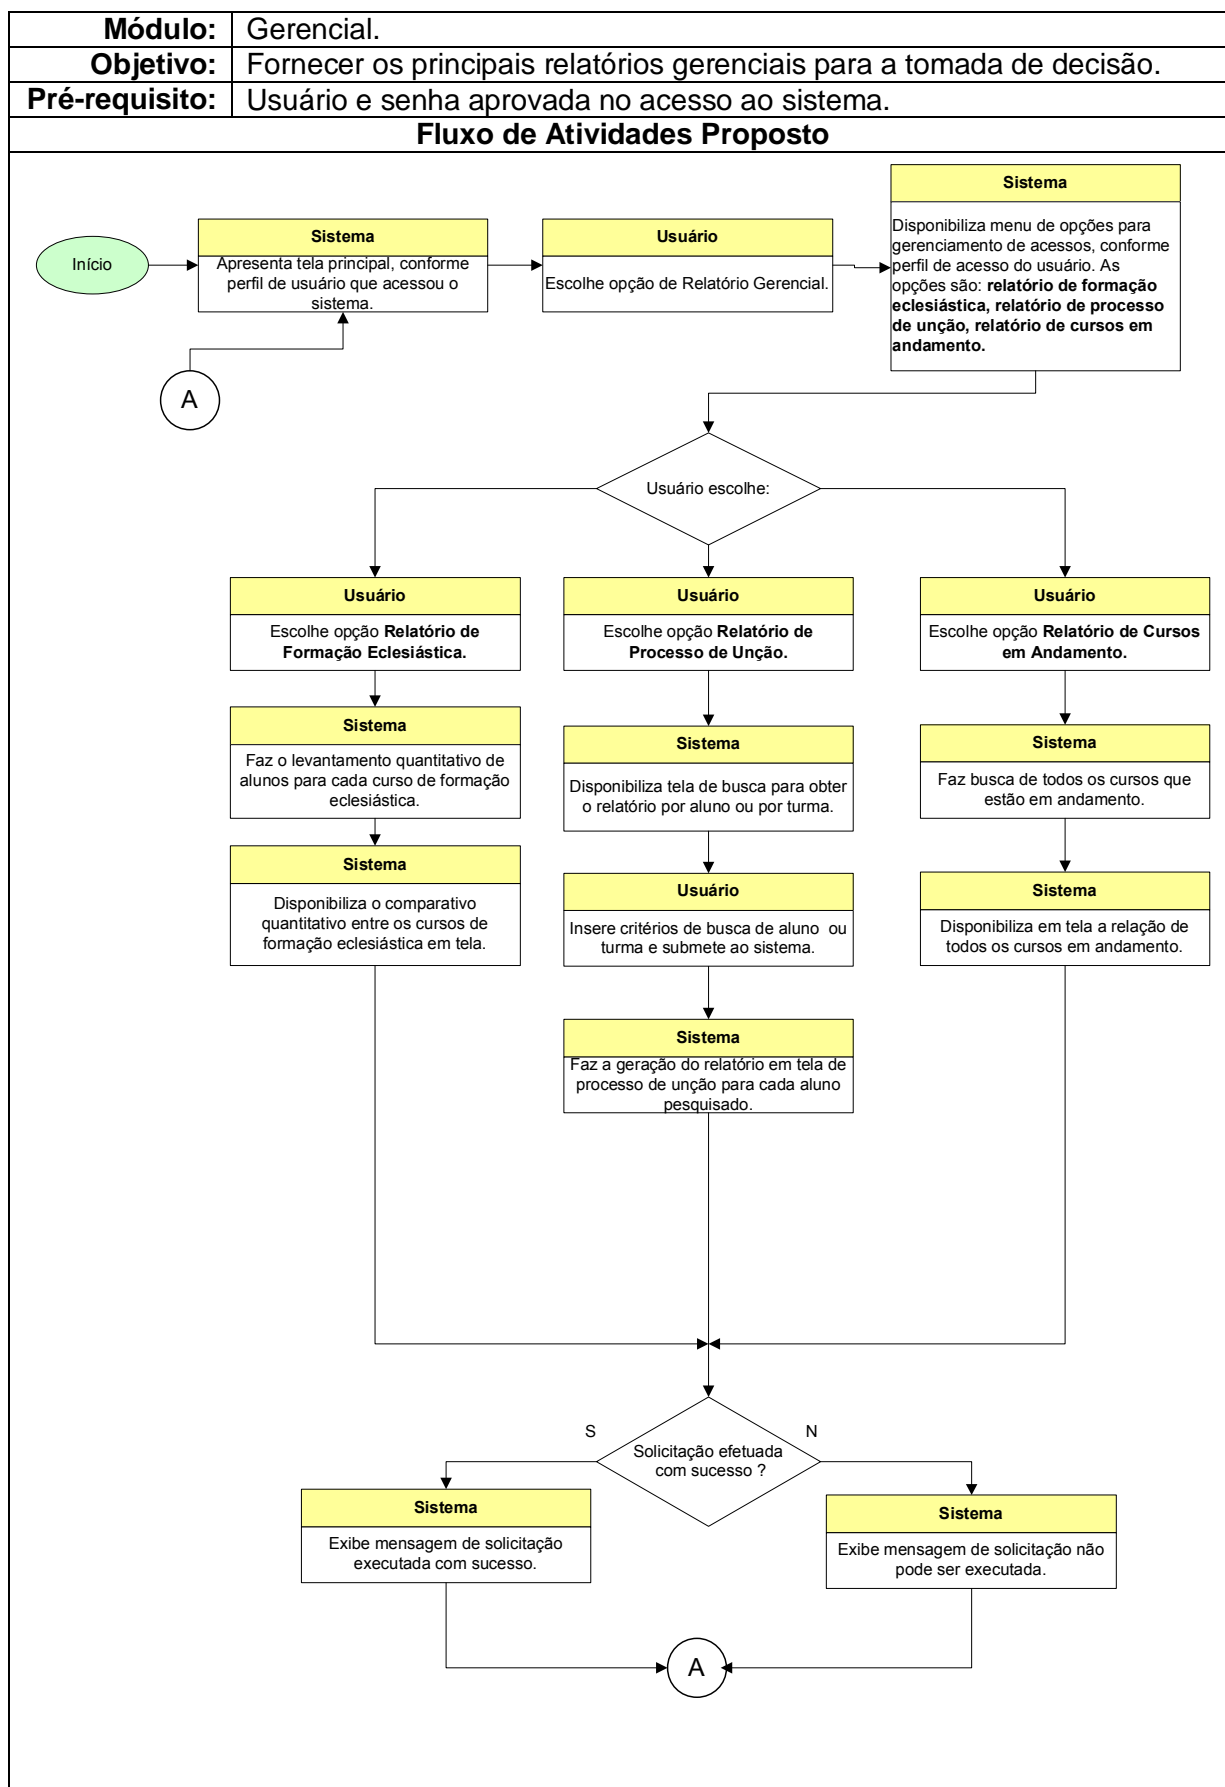 Módulo: Gerencial.
Objetivo: Fornecer os principais relatórios gerenciais para a tomada de decisão.
Pré-requisito: Usuário e senha aprovada no acesso ao sistema.
Fluxo de Atividades Proposto
Início
Sistema
Apresenta tela principal, conforme
perfil de usuário que acessou o
sistema.
Usuário
Escolhe opção de Relatório Gerencial.
Sistema
Disponibiliza menu de opções para
gerenciamento de acessos, conforme
perfil de acesso do usuário. As
opções são: relatório de formação
eclesiástica, relatório de processo
de unção, relatório de cursos em
andamento.
A
Usuário escolhe:
Usuário
Escolhe opção Relatório de
Formação Eclesiástica.
Sistema
Faz o levantamento quantitativo de
alunos para cada curso de formação
eclesiástica.
Sistema
Disponibiliza o comparativo
quantitativo entre os cursos de
formação eclesiástica em tela.
Usuário
Escolhe opção Relatório de
Processo de Unção.
Sistema
Disponibiliza tela de busca para obter
o relatório por aluno ou por turma.
Usuário
Insere critérios de busca de aluno ou
turma e submete ao sistema.
Sistema
Faz a geração do relatório em tela de
processo de unção para cada aluno
pesquisado.
Usuário
Escolhe opção Relatório de Cursos
em Andamento.
Sistema
Faz busca de todos os cursos que
estão em andamento.
Sistema
Disponibiliza em tela a relação de
todos os cursos em andamento.
S
N
Solicitação efetuada
com sucesso ?
Sistema
Exibe mensagem de solicitação
executada com sucesso.
Sistema
Exibe mensagem de solicitação não
pode ser executada.
A